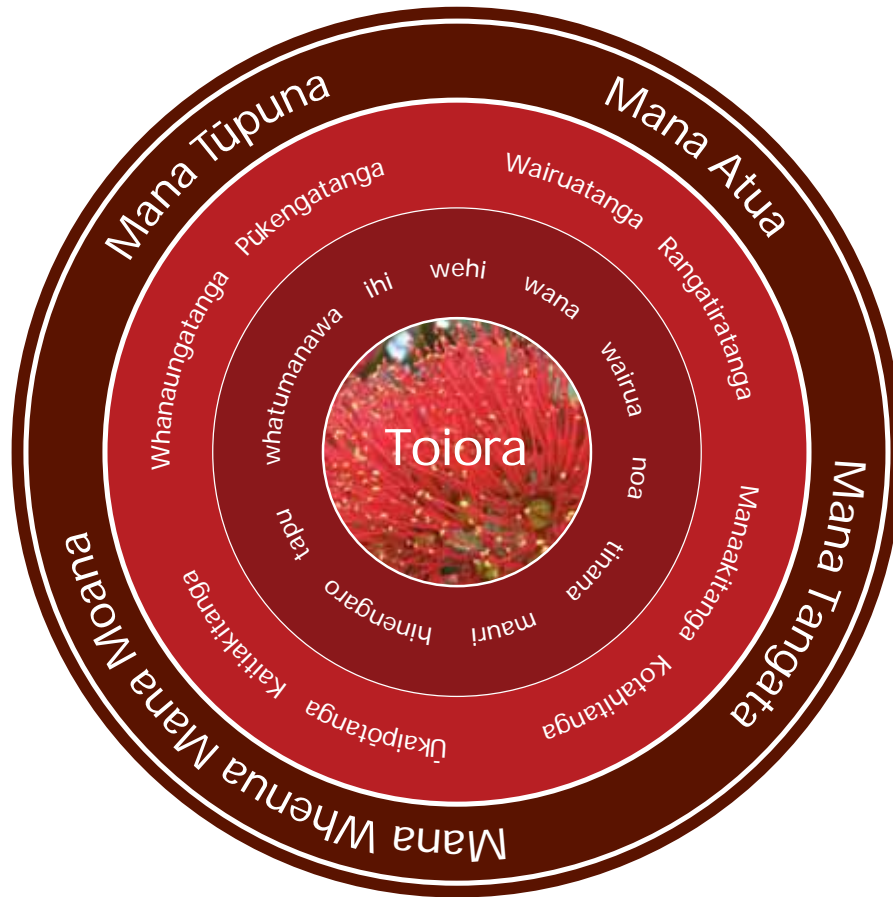 Mana Tūpuna
Mana Atua
Mana Tangata
Mana Whenua Mana Moana
Pūkengatanga
Wairuatanga
Rangatiratanga
Manaakitanga
Kotahitanga
Ūkaipōtanga
Kaitiakitanga
Whanaungatanga
ihi
wehi
wana
wairua
noa
tinana
mauri
hinengaro
tapu
whatumanawa
Toiora